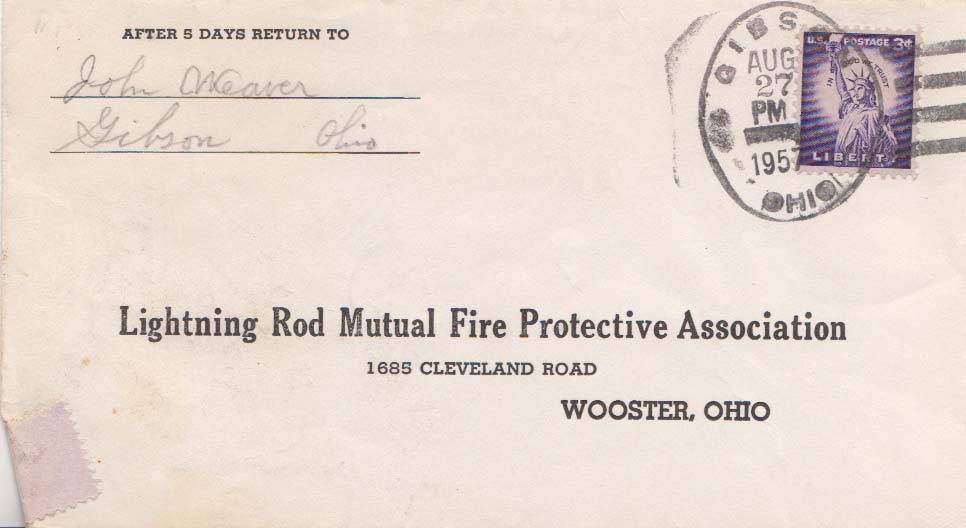 AFTER 5 DAYS RETURN TO
John Weaver
Gibson Ohio
GIBSON
AUG
27
PM
1957
OHIO
U.S. POSTAGE 3¢
IN GOD WE TRUST
LIBERTY
Lightning Rod Mutual Fire Protective Association
1685 CLEVELAND ROAD
WOOSTER, OHIO